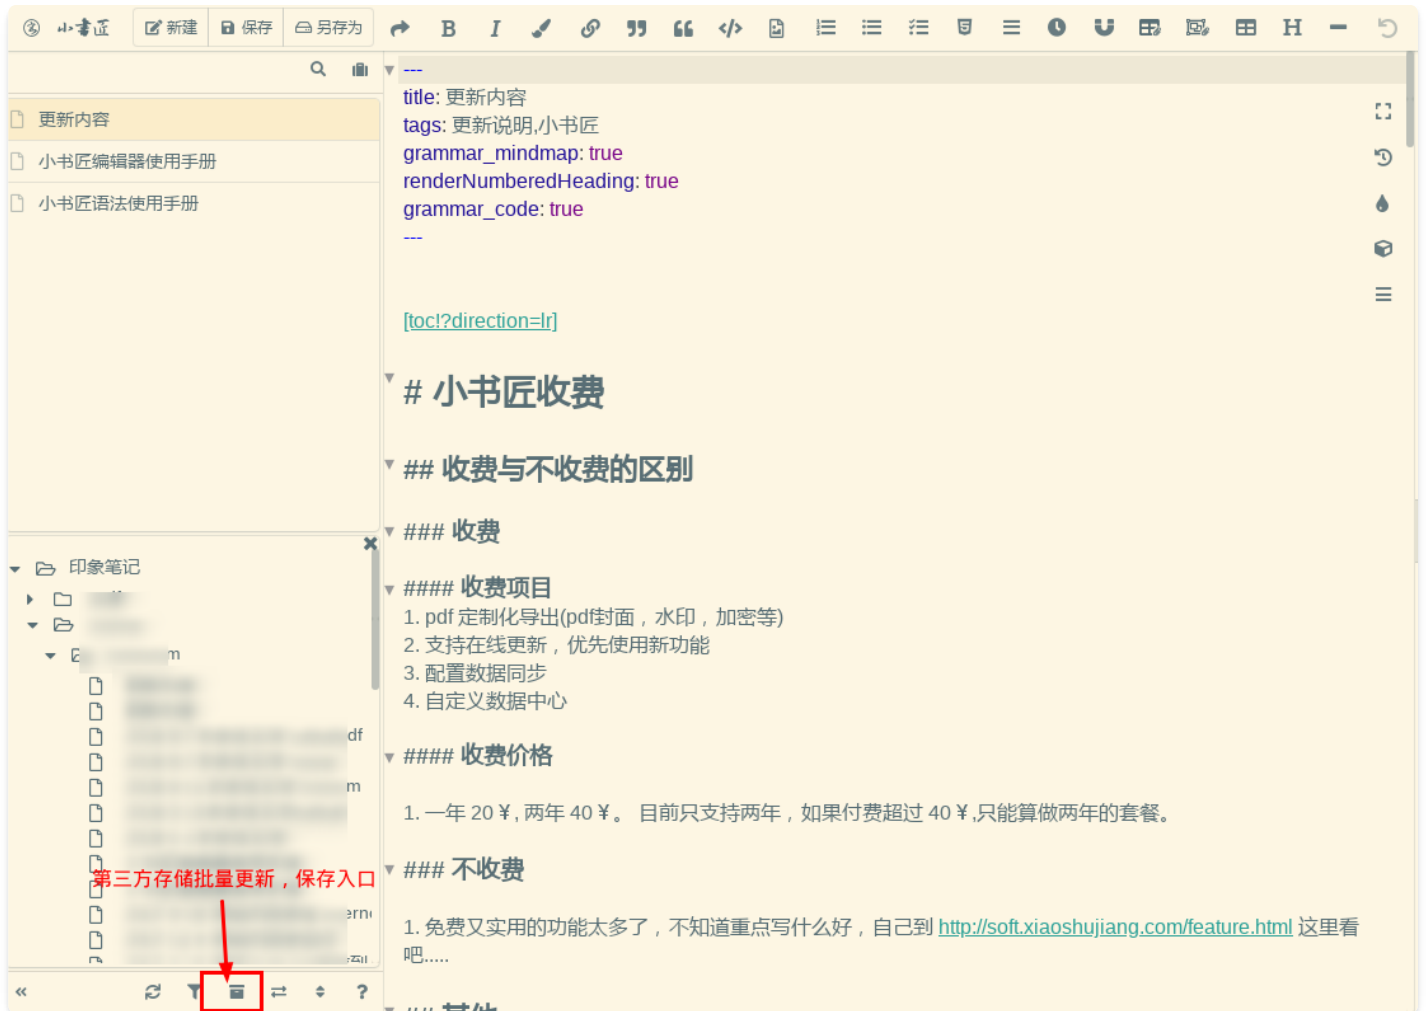 小书匠
新建
保存
另存为
更新内容
小书匠编辑器使用手册
小书匠语法使用手册
印象笔记
m
df
m
第三方存储批量更新，保存入口
---
title: 更新内容
tags: 更新说明,小书匠
grammar_mindmap: true
renderNumberedHeading: true
grammar_code: true
---
[toc!?direction=lr]
# 小书匠收费
## 收费与不收费的区别
### 收费
#### 收费项目
1. pdf 定制化导出(pdf封面，水印，加密等)
2. 支持在线更新，优先使用新功能
3. 配置数据同步
4. 自定义数据中心
#### 收费价格
1. 一年 20 ¥ , 两年 40 ¥ 。 目前只支持两年，如果付费超过 40 ¥ ,只能算做两年的套餐。
### 不收费
1. 免费又实用的功能太多了，不知道重点写什么好，自己到 http://soft.xiaoshujiang.com/feature.html 这里看
吧.....
## 其他